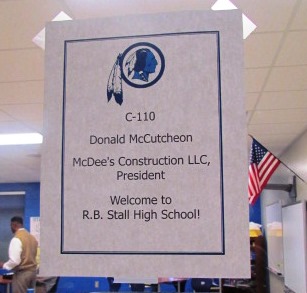 C-110
Donald McCutcheon
McDee's Construction LLC,
President
Welcome to
R.B. Stall High School!